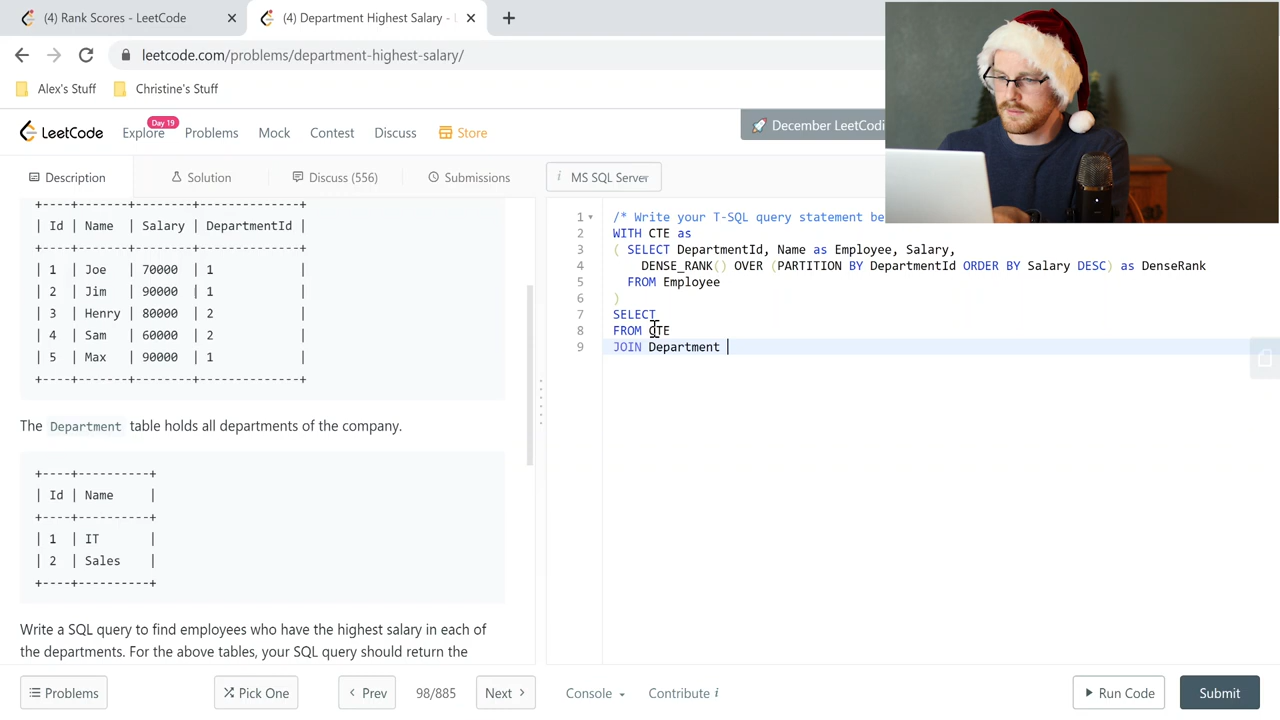 (4) Rank Scores - LeetCode
(4) Department Highest Salary - L
leetcode.com/problems/department-highest-salary/
Alex's Stuff
Christine's Stuff
LeetCode
Explore
Day 19
Problems
Mock
Contest
Discuss
Store
December LeetCodi
Description
Solution
Discuss (556)
Submissions
i MS SQL Server
+----+-------+--------+--------------+
| Id | Name | Salary | DepartmentId |
+----+-------+--------+--------------+
| 1 | Joe | 70000 | 1 |
| 2 | Jim | 90000 | 1 |
| 3 | Henry | 80000 | 2 |
| 4 | Sam | 60000 | 2 |
| 5 | Max | 90000 | 1 |
+----+-------+--------+--------------+
The Department table holds all departments of the company.
+----+----------+
| Id | Name |
+----+----------+
| 1 | IT |
| 2 | Sales |
+----+----------+
Write a SQL query to find employees who have the highest salary in each of
the departments. For the above tables, your SQL query should return the
1 /* Write your T-SQL query statement be
2 WITH CTE as
3 ( SELECT DepartmentId, Name as Employee, Salary,
4 DENSE_RANK() OVER (PARTITION BY DepartmentId ORDER BY Salary DESC) as DenseRank
5 FROM Employee
6 )
7 SELECT
8 FROM CTE
9 JOIN Department
Problems
Pick One
Prev
98/885
Next
Console
Contribute i
Run Code
Submit